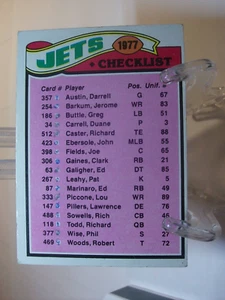 JETS
1977
+ CHECKLIST
Card # Player Pos. Unif. #
357 Austin, Darrell G 67
254 Barkum, Jerome WR 83
186 Buttle, Greg LB 51
34 Carrell, Duane P 3
512 Caster, Richard TE 88
422 Ebersole, John MLB 55
398 Fields, Joe C 65
306 Gaines, Clark RB 21
63 Galigher, Ed DT 85
267 Leahy, Pat K 5
87 Marinaro, Ed RB 49
333 Piccone, Lou WR 89
147 Pillers, Lawrence DE 76
488 Sowells, Rich CB
118 Todd, Richard QB
377 Wise, Phil S 27
469 Woods, Robert T 72